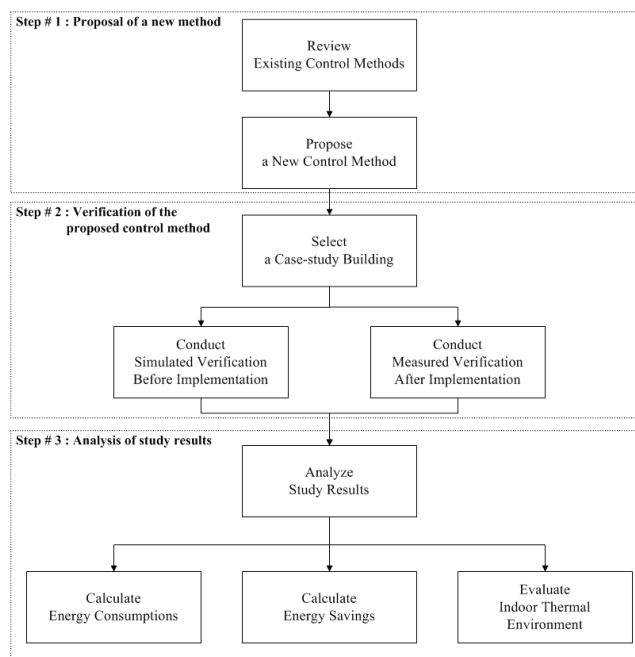 Step # 1 : Proposal of a new method
Review
Existing Control Methods
Propose
a New Control Method
Step # 2 : Verification of the
proposed control method
Select
a Case-study Building
Conduct
Simulated Verification
Before Implementation
Conduct
Measured Verification
After Implementation
Step # 3 : Analysis of study results
Analyze
Study Results
Calculate
Energy Consumptions
Calculate
Energy Savings
Evaluate
Indoor Thermal
Environment